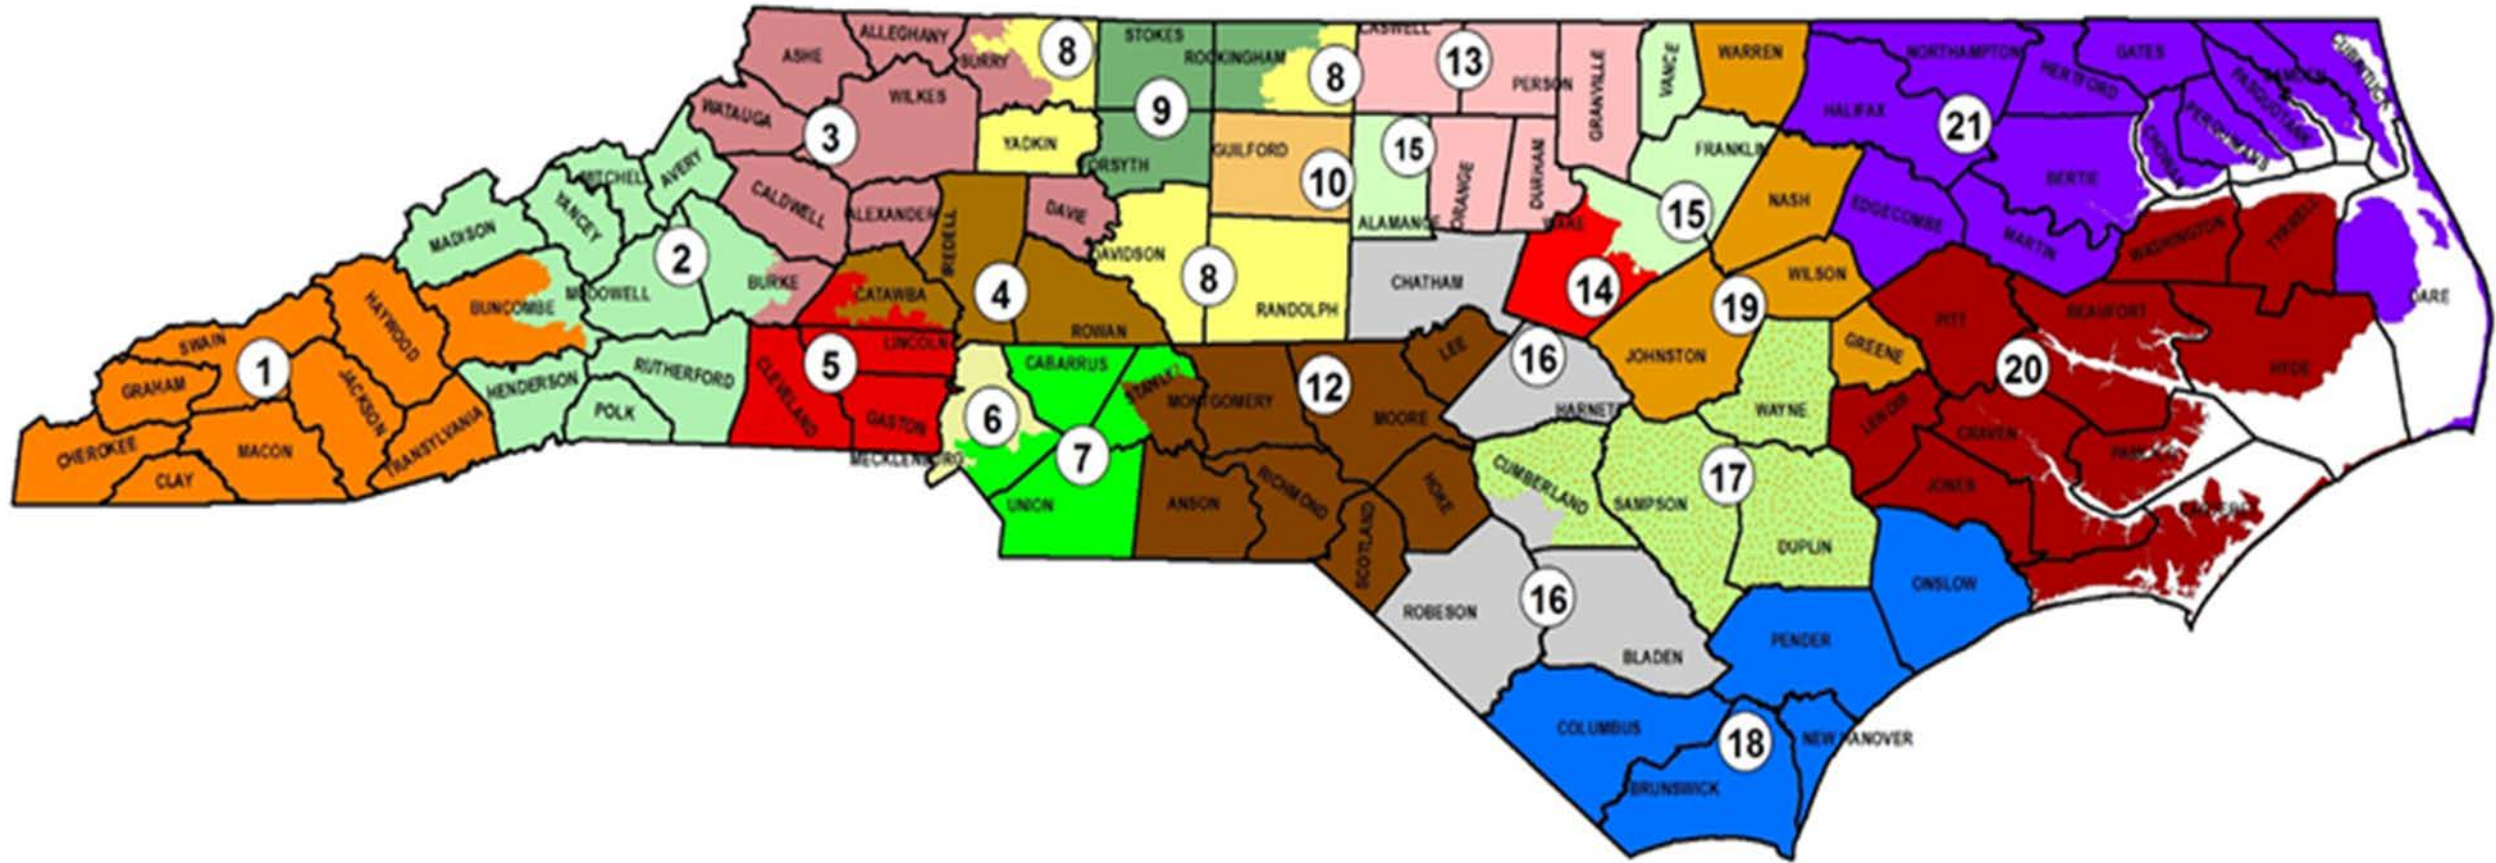 ASHE
ALLEGHANY
SURRY
8
STOKES
ROCKINGHAM
8
CASWELL
13
PERSON
GRANVILLE
VANCE
WARREN
NORTHAMPTON
GATES
HERTFORD
CAMDEN
PASQUOTANK
CURRITUCK
WATAUGA
WILKES
3
9
HALIFAX
21
PERQUIMANS
CHOWAN
YADKIN
FORSYTH
GUILFORD
10
15
ORANGE
DURHAM
FRANKLIN
BERTIE
MITCHELL
AVERY
YANCEY
MADISON
CALDWELL
ALEXANDER
IREDELL
DAVIE
DAVIDSON
ALAMANCE
WAKE
15
NASH
EDGECOMBE
MARTIN
WASHINGTON
TYRRELL
2
BURKE
MCDOWELL
BUNCOMBE
HAYWOOD
CATAWBA
4
ROWAN
8
RANDOLPH
CHATHAM
14
WILSON
19
DARE
SWAIN
1
GRAHAM
JACKSON
HENDERSON
RUTHERFORD
POLK
CLEVELAND
5
LINCOLN
GASTON
CABARRUS
STANLY
MONTGOMERY
12
LEE
MOORE
16
HARNETT
JOHNSTON
GREENE
PITT
BEAUFORT
20
HYDE
WAYNE
LENOIR
CRAVEN
PAMLICO
CHEROKEE
CLAY
MACON
TRANSYLVANIA
6
MECKLENBURG
7
UNION
ANSON
RICHMOND
SCOTLAND
HOKE
CUMBERLAND
SAMPSON
17
DUPLIN
JONES
CARTERET
ONSLOW
ROBESON
16
BLADEN
PENDER
COLUMBUS
18
NEW HANOVER
BRUNSWICK